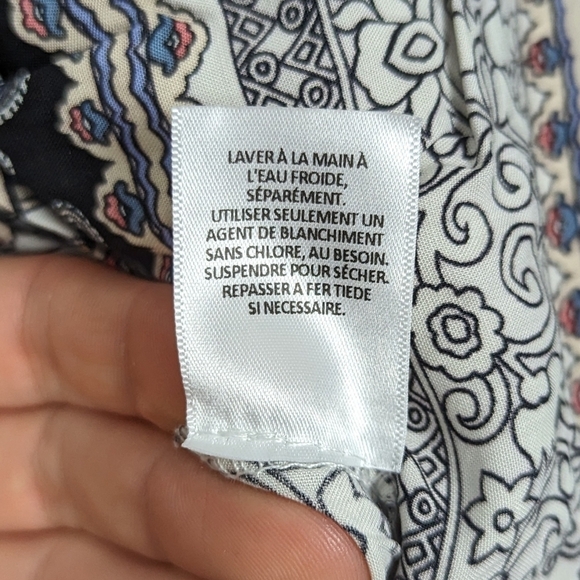 LAVER À LA MAIN À
L'EAU FROIDE,
SÉPARÉMENT.
UTILISER SEULEMENT UN
AGENT DE BLANCHIMENT
SANS CHLORE, AU BESOIN.
SUSPENDRE POUR SÉCHER.
REPASSER A FER TIEDE
SI NECESSAIRE.